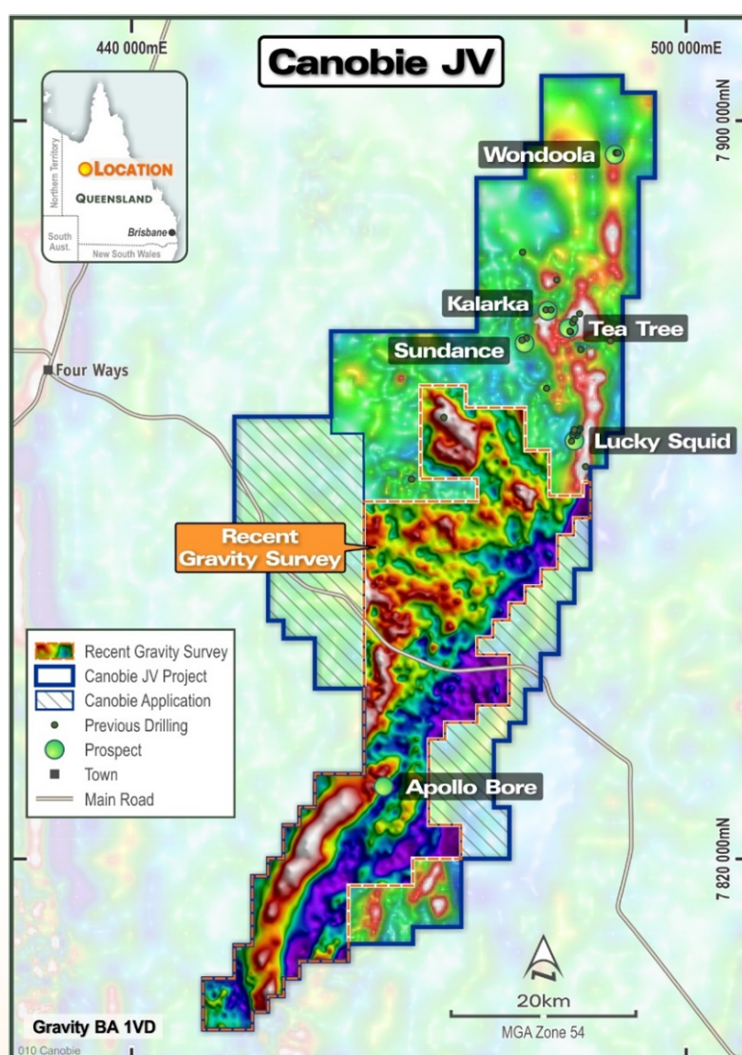 440 000mE
500 000mE
Canobie JV
7 900 000mN
Northern Territory
LOCATION
QUEENSLAND
Brisbane
South
Aust.
New South Wales
Wondoola
Kalarka
Tea Tree
Sundance
Four Ways
Lucky Squid
Recent
Gravity Survey
Recent Gravity Survey
Canobie JV Project
Canobie Application
Previous Drilling
Prospect
Town
Main Road
Apollo Bore
7 820 000mN
N
20km
MGA Zone 54
Gravity BA 1VD
010 Canobie